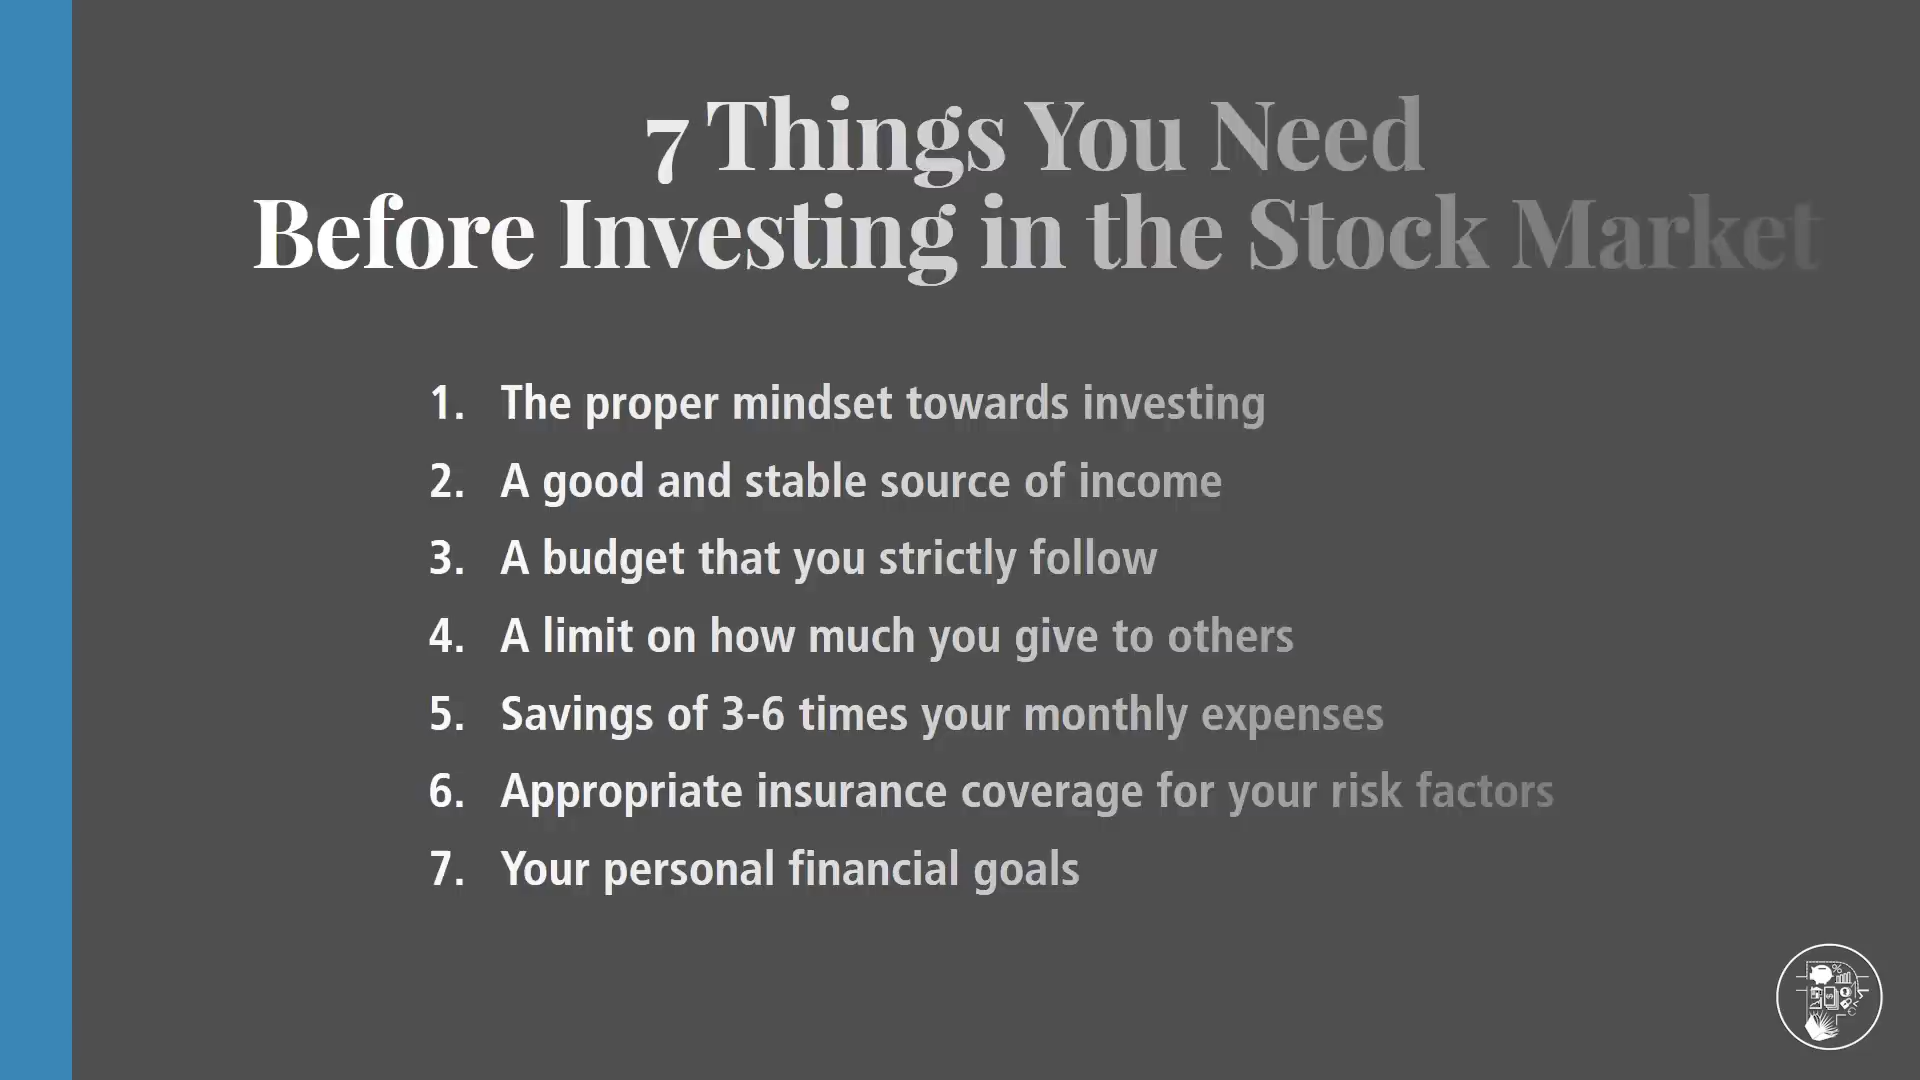 7 Things You Need
Before Investing in the Stock Market
1. The proper mindset towards investing
2. A good and stable source of income
3. A budget that you strictly follow
4. A limit on how much you give to others
5. Savings of 3-6 times your monthly expenses
6. Appropriate insurance coverage for your risk factors
7. Your personal financial goals